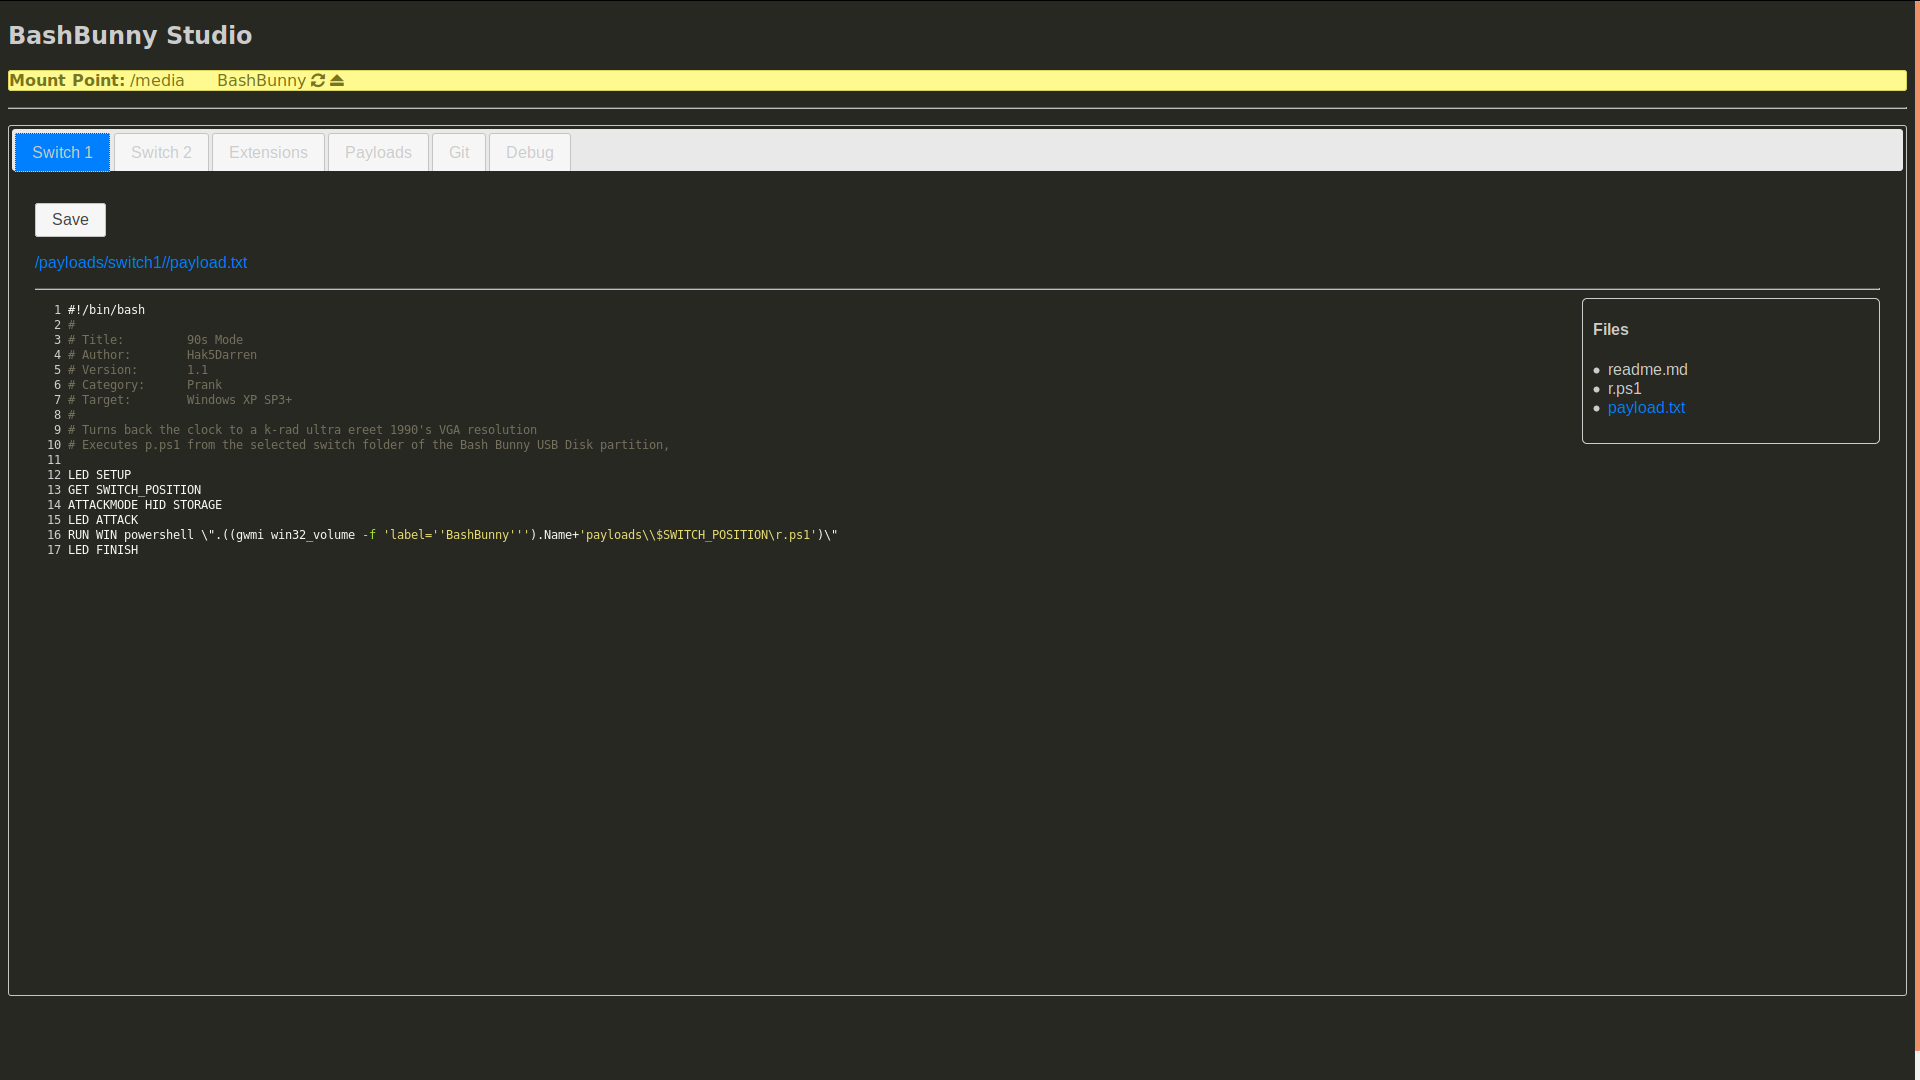 BashBunny Studio
Mount Point: /media BashBunny
Switch 1 Switch 2 Extensions Payloads Git Debug
Save
/payloads/switch1//payload.txt
1 #!/bin/bash
2 #
3 # Title: 90s Mode
4 # Author: Hak5Darren
5 # Version: 1.1
6 # Category: Prank
7 # Target: Windows XP SP3+
8 #
9 # Turns back the clock to a k-rad ultra ereet 1990's VGA resolution
10 # Executes p.ps1 from the selected switch folder of the Bash Bunny USB Disk partition,
11
12 LED SETUP
13 GET SWITCH_POSITION
14 ATTACKMODE HID STORAGE
15 LED ATTACK
16 RUN WIN powershell \".((gwmi win32_volume -f 'label=''BashBunny''').Name+'payloads\\$SWITCH_POSITION\r.ps1')\"
17 LED FINISH
Files
readme.md
r.ps1
payload.txt